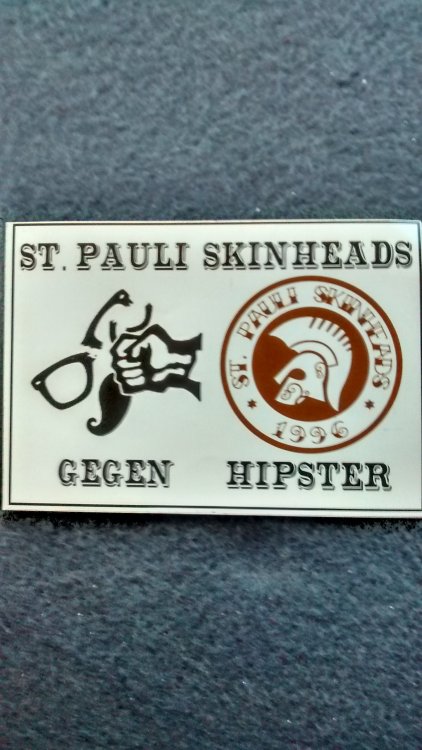 ST. PAULI SKINHEADS
ST. PAULI SKINHEADS
1996
GEGEN HIPSTER